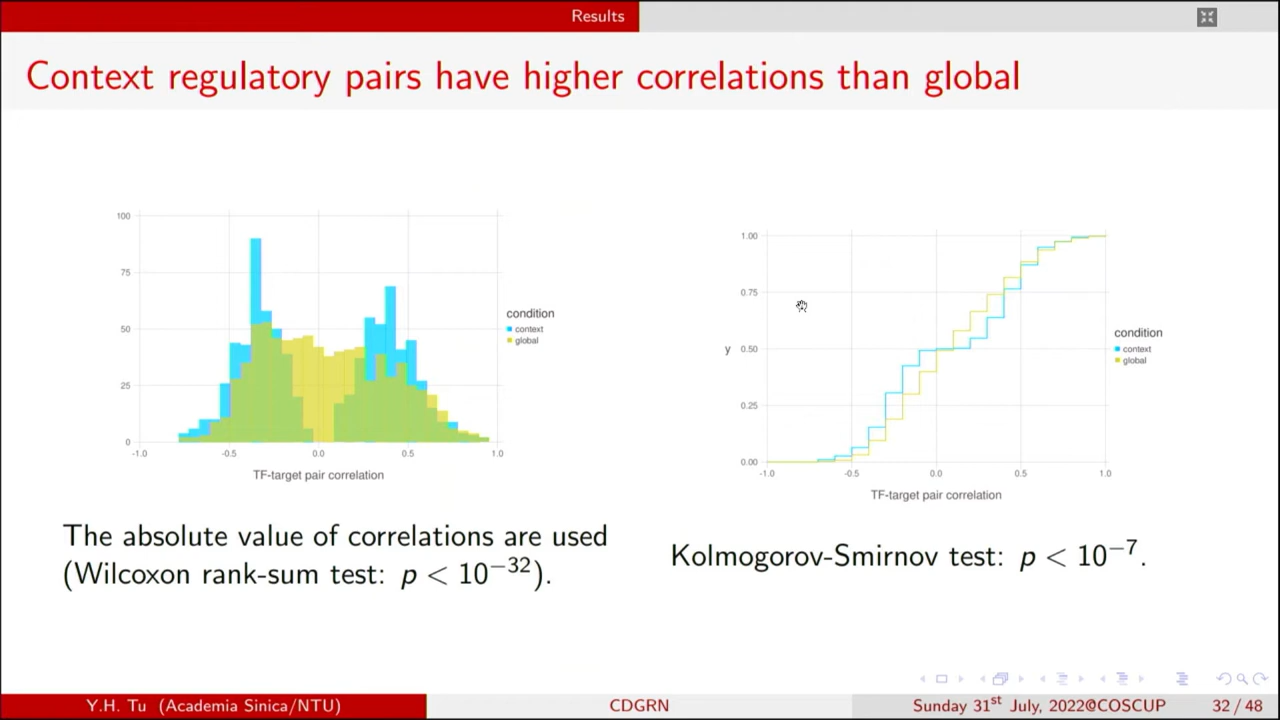 Results
Context regulatory pairs have higher correlations than global
100
75
50
25
0
-1.0
-0.5
0.0
0.5
1.0
TF-target pair correlation
condition
context
global
The absolute value of correlations are used
(Wilcoxon rank-sum test: p < 10⁻³²).
1.00
0.75
0.50
0.25
0.00
y
-1.0
-0.5
0.0
0.5
1.0
TF-target pair correlation
condition
context
global
Kolmogorov-Smirnov test: p < 10⁻⁷.
Y.H. Tu (Academia Sinica/NTU)
CDGRN
Sunday 31st July, 2022@COSCUP
32 / 48